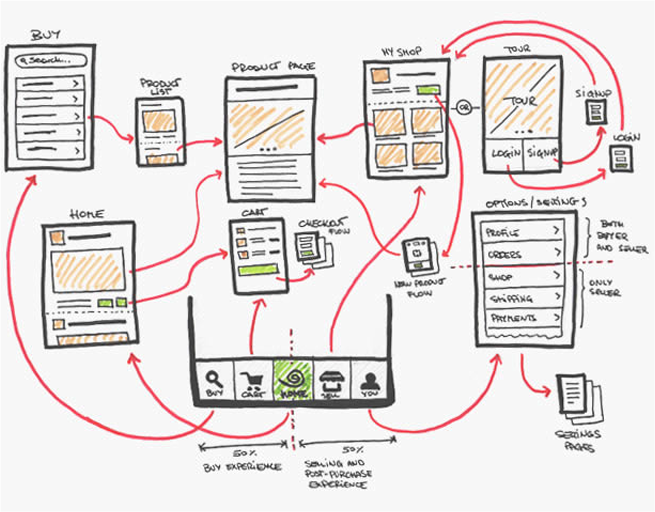 BUY
Search...
PRODUCT
LIST
PRODUCT PAGE
MY SHOP
OR
TOUR
TOUR
LOGIN
SIGNUP
SIGNUP
LOGIN
HOME
CART
CHECKOUT
FLOW
NEW PRODUCT
FLOW
OPTIONS/SETTINGS
PROFILE
ORDERS
SHOP
SHIPPING
PAYMENTS
BOTH
BUYER
AND SELLER
ONLY
SELLER
BUY
CART
HOME
SELL
YOU
50%
BUY EXPERIENCE
50%
SELLING AND
POST-PURCHASE
EXPERIENCE
SETTINGS
PAGES